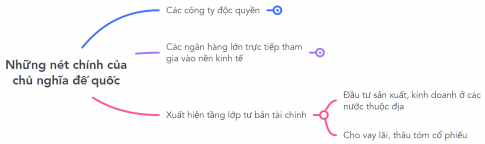 Các công ty độc quyền
Các ngân hàng lớn trực tiếp tham
gia vào nền kinh tế
Những nét chính của
chủ nghĩa đế quốc
Đầu tư sản xuất, kinh doanh ở các
nước thuộc địa
Xuất hiện tầng lớp tư bản tài chính
Cho vay lãi, thâu tóm cổ phiếu